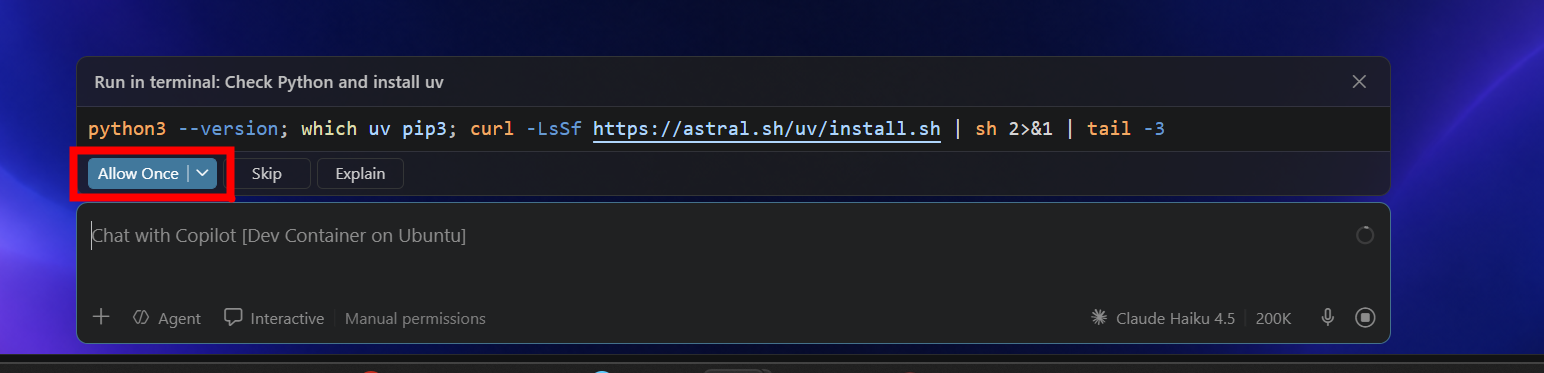 Run in terminal: Check Python and install uv
python3 --version; which uv pip3; curl -LsSf https://astral.sh/uv/install.sh | sh 2>&1 | tail -3
Allow Once Skip Explain
Chat with Copilot [Dev Container on Ubuntu]
Agent Interactive Manual permissions Claude Haiku 4.5 200K